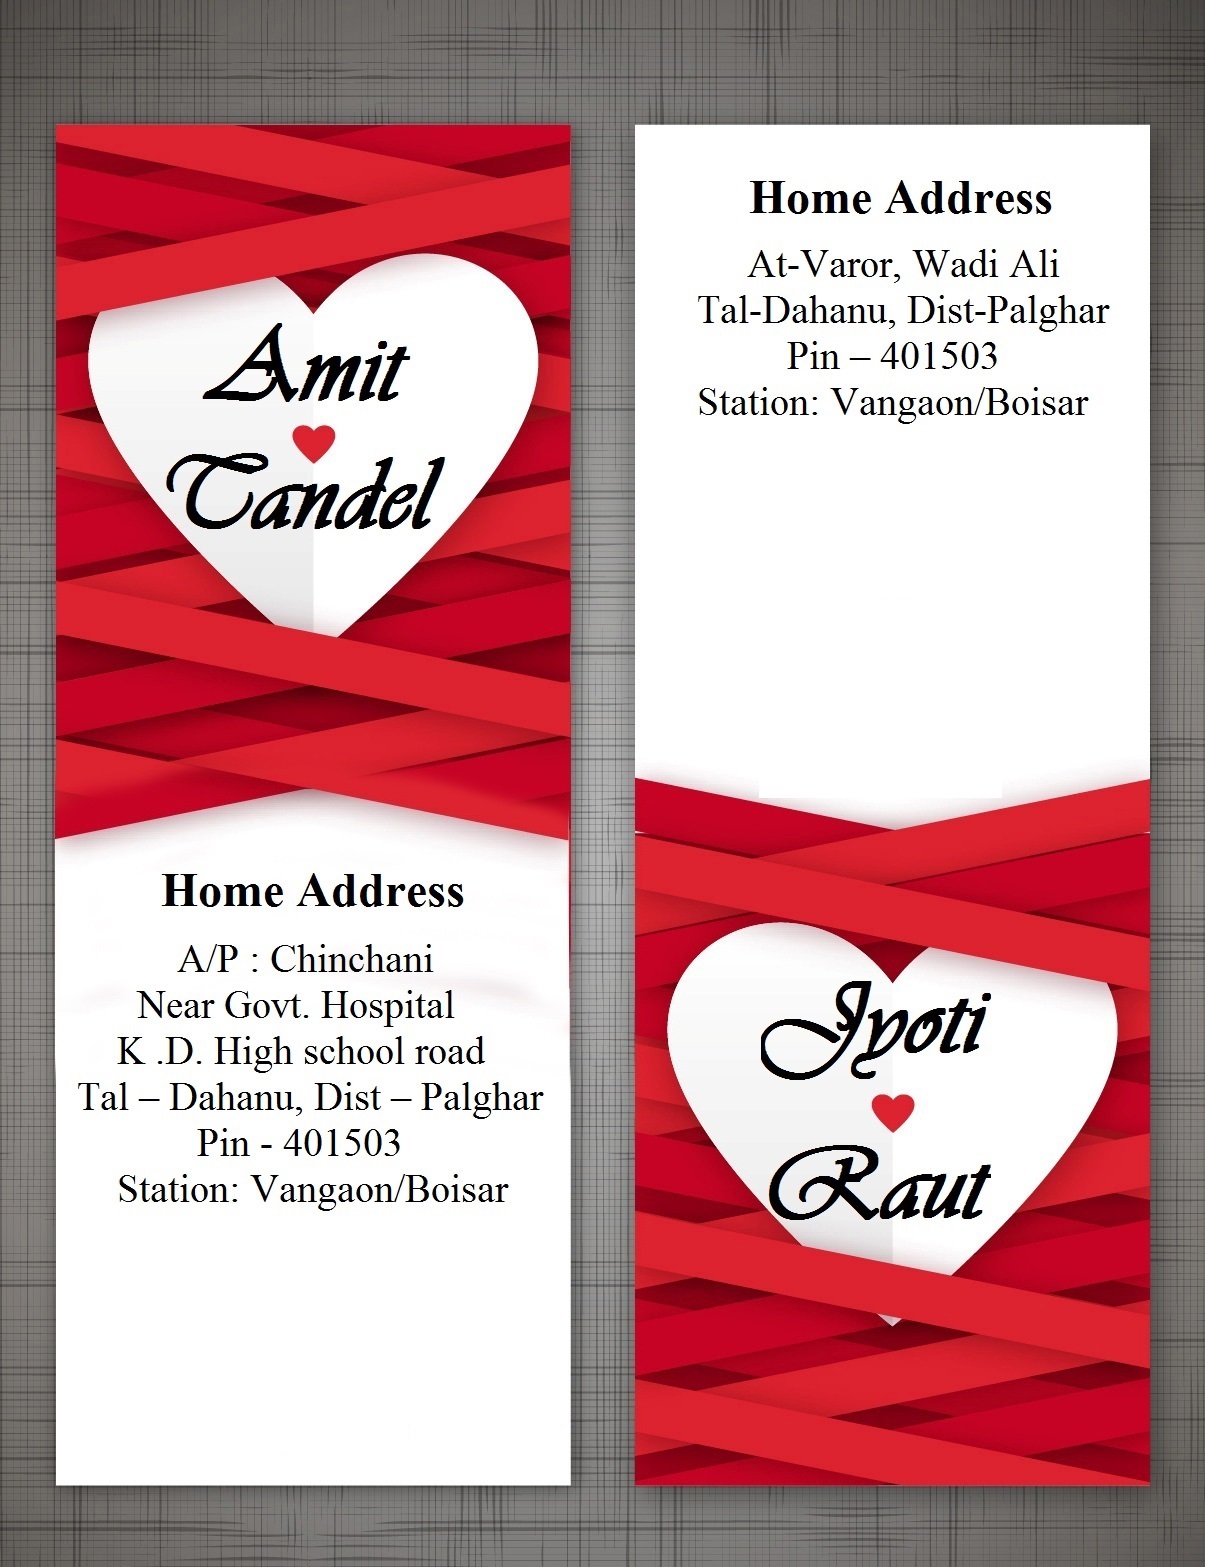 Amit
Tandel
Home Address
A/P : Chinchani
Near Govt. Hospital
K .D. High school road
Tal – Dahanu, Dist – Palghar
Pin - 401503
Station: Vangaon/Boisar
Home Address
At-Varor, Wadi Ali
Tal-Dahanu, Dist-Palghar
Pin – 401503
Station: Vangaon/Boisar
Jyoti
Raut